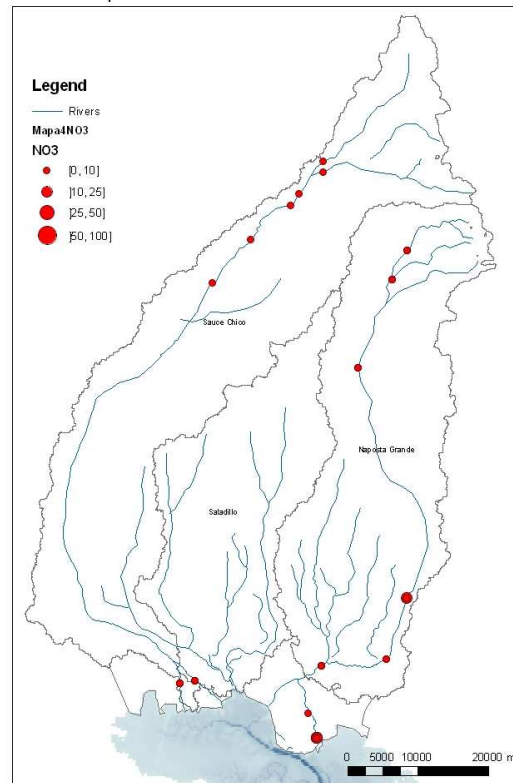 Legend
Rivers
Mapa4NO3
NO3
]0, 10]
]10, 25]
]25, 50]
]50, 100]
Sauce Chico
Naposta Grande
Saladillo
0 5000 10000 20000 m